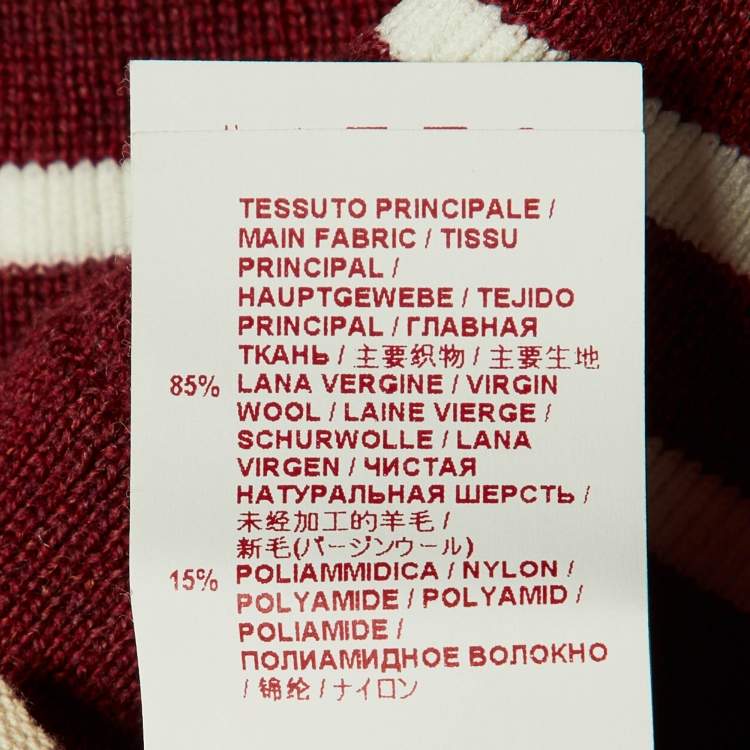 TESSUTO PRINCIPALE /
MAIN FABRIC / TISSU
PRINCIPAL /
HAUPTGEWEBE / TEJIDO
PRINCIPAL / ГЛАВНАЯ
ТКАНЬ / 主要织物 / 主要生地
85% LANA VERGINE / VIRGIN
WOOL / LAINE VIERGE /
SCHURWOLLE / LANA
VIRGEN / ЧИСТАЯ
НАТУРАЛЬНАЯ ШЕРСТЬ /
未经加工的羊毛 /
新毛(バージンウール)
15% POLIAMMIDICA / NYLON /
POLYAMIDE / POLYAMID /
POLIAMIDE /
ПОЛИАМИДНОЕ ВОЛОКНО
/ 锦纶 / ナイロン